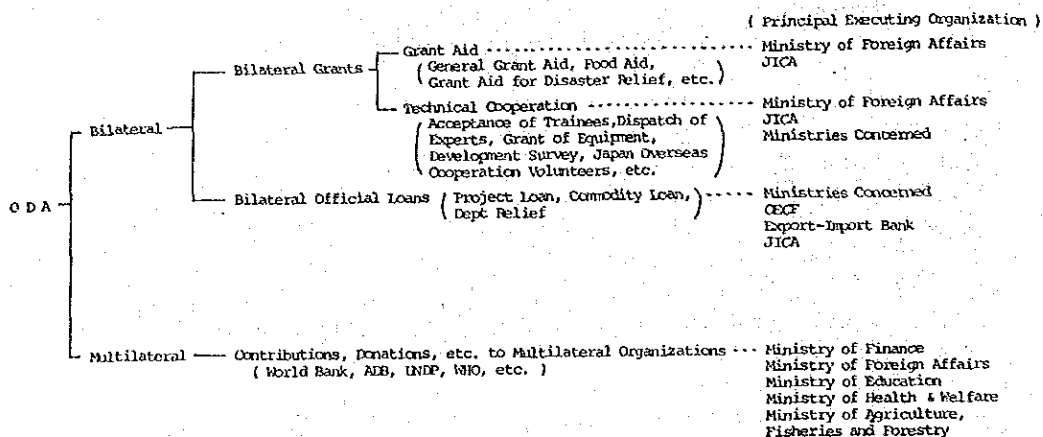 ( Principal Executing Organization )
Grant Aid Ministry of Foreign Affairs
Bilateral Grants ( General Grant Aid, Food Aid, JICA
Grant Aid for Disaster Relief, etc. )
Technical Cooperation Ministry of Foreign Affairs
Bilateral ( Acceptance of Trainees, Dispatch of JICA
Experts, Grant of Equipment, Ministries Concerned
Development Survey, Japan Overseas
Cooperation Volunteers, etc. )
Bilateral Official Loans ( Project Loan, Commodity Loan, Ministries Concerned
O D A Dept Relief ) OECF
Export-Import Bank
JICA
Multilateral Contributions, Donations, etc. to Multilateral Organizations Ministry of Finance
( World Bank, ADB, UNDP, WHO, etc. ) Ministry of Foreign Affairs
Ministry of Education
Ministry of Health & Welfare
Ministry of Agriculture,
Fisheries and Forestry